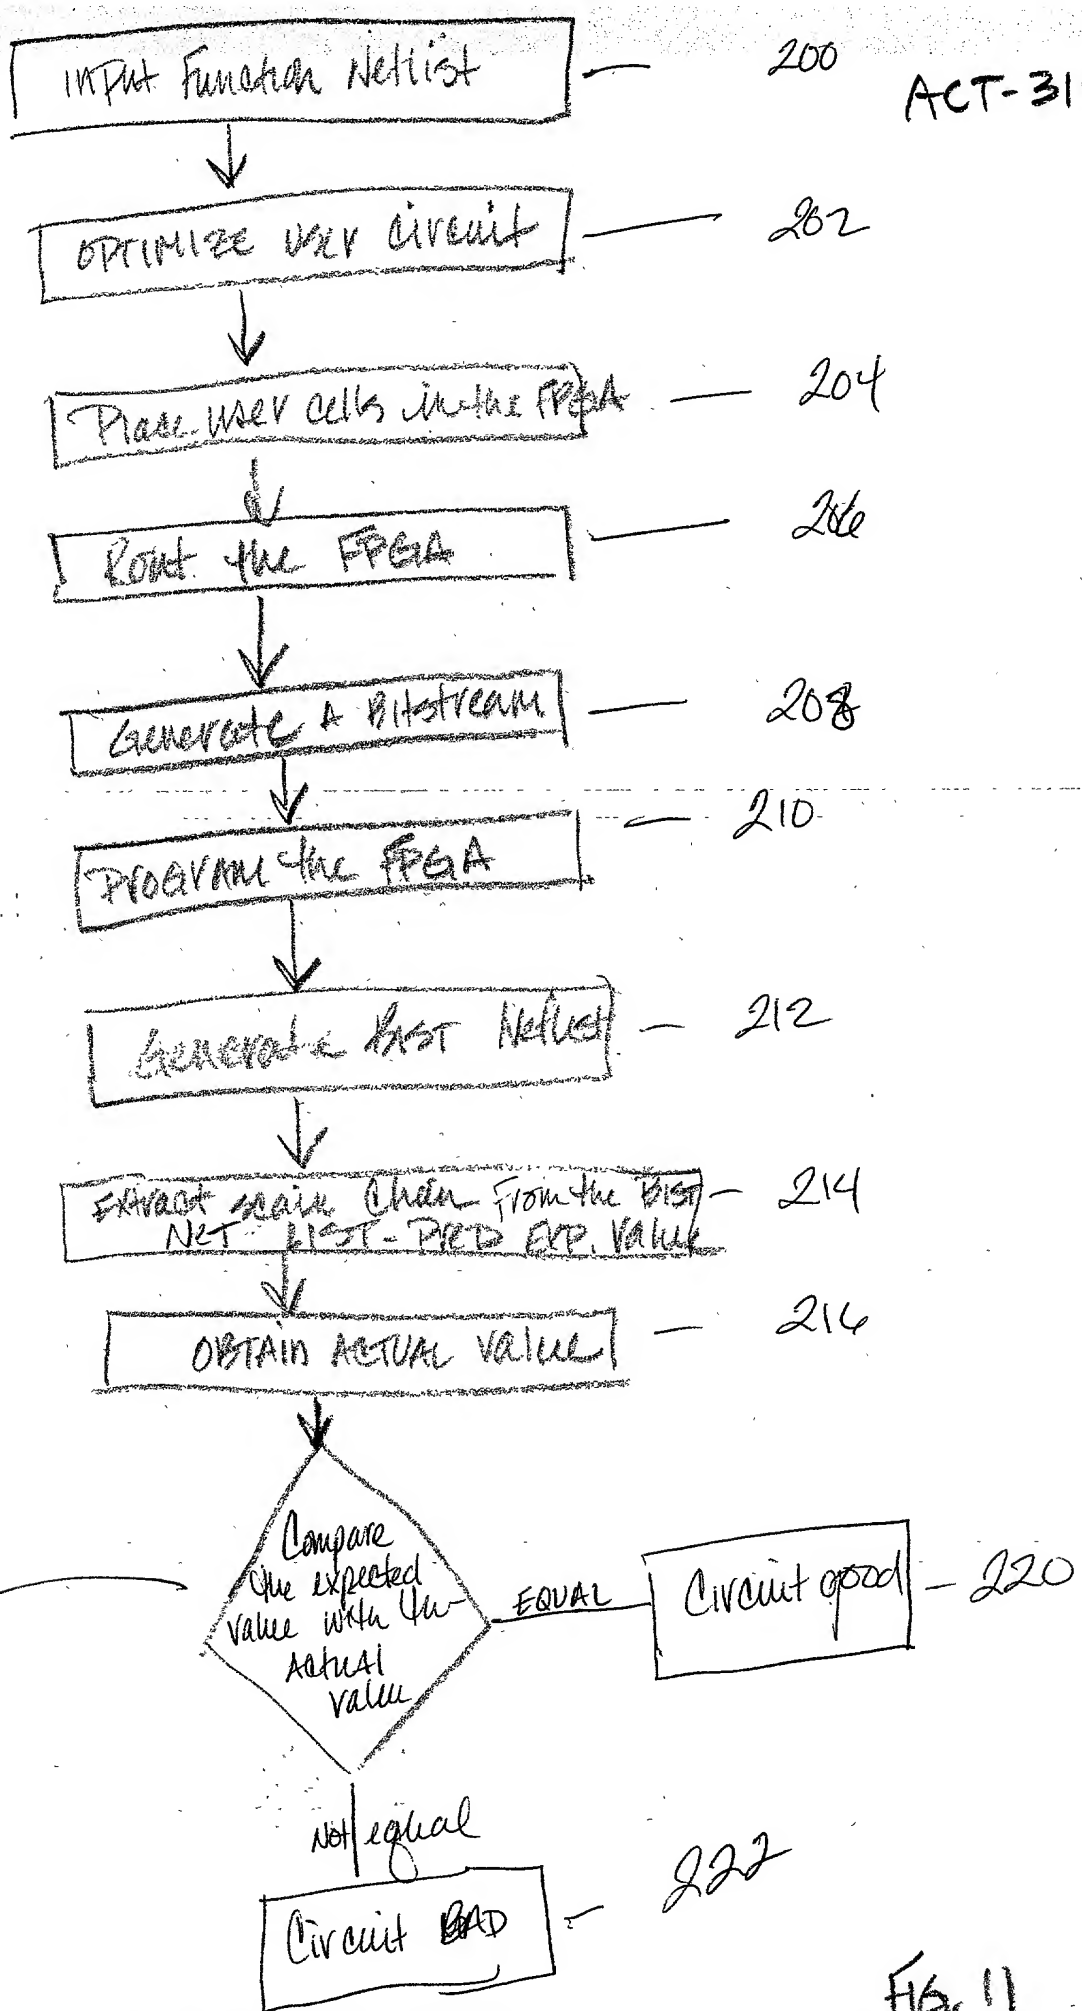 Input Function Netlist
200
ACT-31
OPTIMIZE USER Circuit
202
Place user cells in the FPGA
204
Rout the FPGA
206
Generate A Bitstream
208
210
PROGRAM the FPGA
Generate BIST Netlist
212
Extract scain Chain From the BIST
NET LIST - PRED EXP. Value
214
OBTAIN ACTUAL Value
216
Compare
the expected
value with the
ACTUAL
value
EQUAL
Circuit good
220
Not equal
Circuit BAD
222
FIG. 11